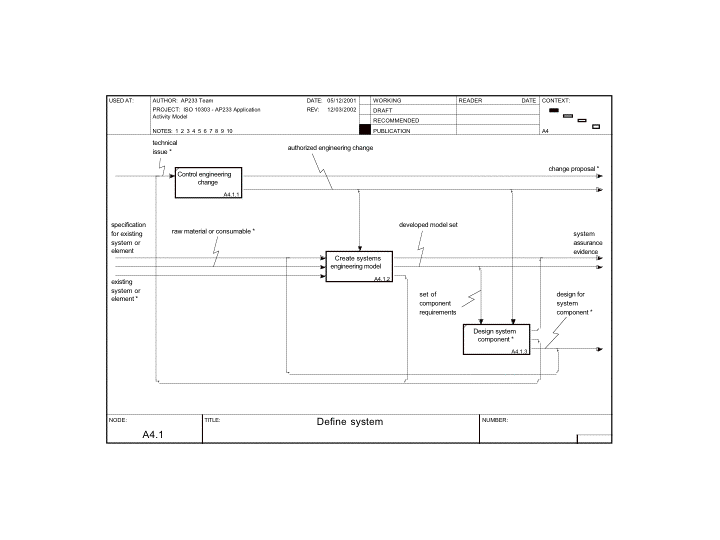 USED AT:
AUTHOR: AP233 Team
DATE: 05/12/2001
WORKING
READER
DATE
CONTEXT:
PROJECT: ISO 10303 - AP233 Application
Activity Model
REV: 12/03/2002
DRAFT
RECOMMENDED
NOTES: 1 2 3 4 5 6 7 8 9 10
PUBLICATION
A4
technical
issue *
authorized engineering change
change proposal *
Control engineering
change
A4.1.1
specification
for existing
system or
element
raw material or consumable *
developed model set
system
assurance
evidence
Create systems
engineering model
A4.1.2
existing
system or
element *
set of
component
requirements
design for
system
component *
Design system
component *
A4.1.3
NODE:
A4.1
TITLE:
Define system
NUMBER: